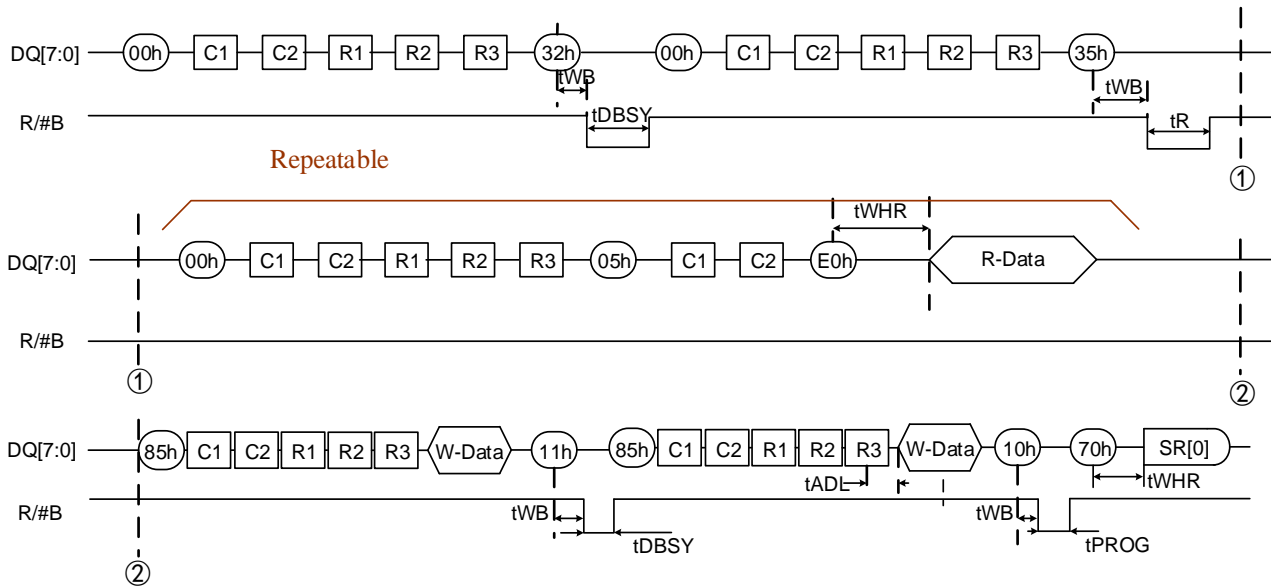 DQ[7:0] 00h C1 C2 R1 R2 R3 32h 00h C1 C2 R1 R2 R3 35h
tWB tWB
R/#B tDBSY tR
Repeatable ①
tWHR
DQ[7:0] 00h C1 C2 R1 R2 R3 05h C1 C2 E0h R-Data
R/#B
① ②
DQ[7:0] 85h C1 C2 R1 R2 R3 W-Data 11h 85h C1 C2 R1 R2 R3 W-Data 10h 70h SR[0]
tADL tWHR
R/#B tWB tWB
tDBSY tPROG
②